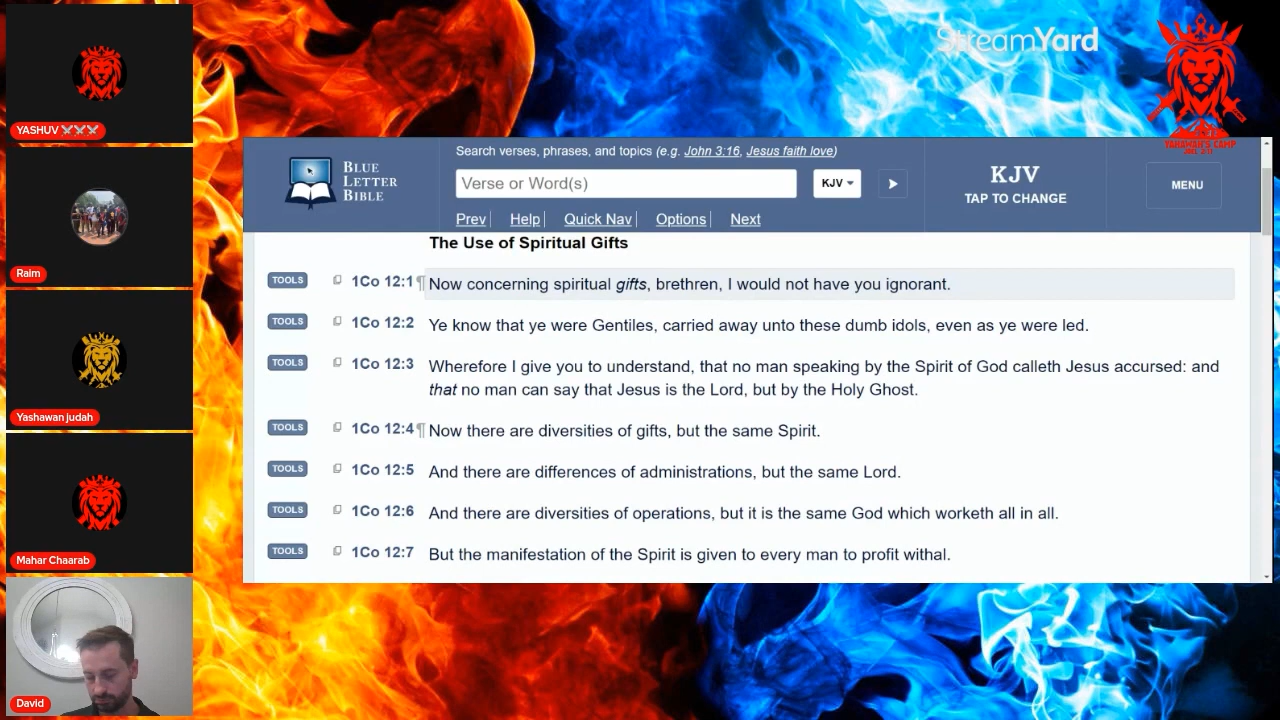 YASHUV ⚔⚔⚔
Raim
Yashawan judah
Mahar Chaarab
David
StreamYard
YAHAWAH'S CAMP
JOEL 2:11
BLUE
LETTER
BIBLE
Search verses, phrases, and topics (e.g. John 3:16, Jesus faith love)
Verse or Word(s)
KJV
Prev Help Quick Nav Options Next
KJV
TAP TO CHANGE
MENU
The Use of Spiritual Gifts
TOOLS 1Co 12:1 ¶ Now concerning spiritual gifts, brethren, I would not have you ignorant.
TOOLS 1Co 12:2 Ye know that ye were Gentiles, carried away unto these dumb idols, even as ye were led.
TOOLS 1Co 12:3 Wherefore I give you to understand, that no man speaking by the Spirit of God calleth Jesus accursed: and
that no man can say that Jesus is the Lord, but by the Holy Ghost.
TOOLS 1Co 12:4 ¶ Now there are diversities of gifts, but the same Spirit.
TOOLS 1Co 12:5 And there are differences of administrations, but the same Lord.
TOOLS 1Co 12:6 And there are diversities of operations, but it is the same God which worketh all in all.
TOOLS 1Co 12:7 But the manifestation of the Spirit is given to every man to profit withal.